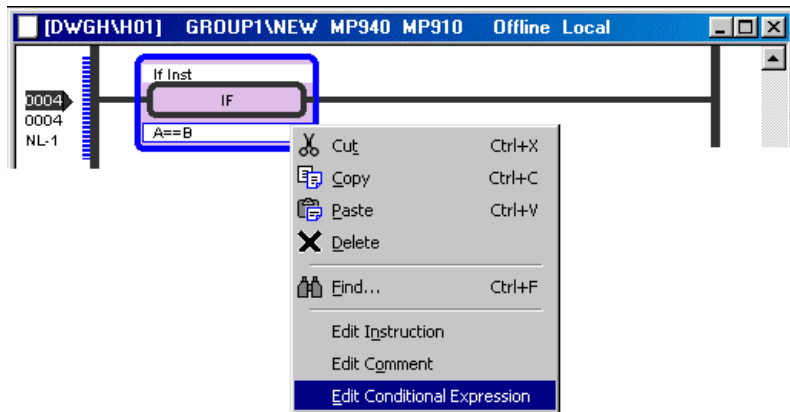 [DWGH\H01] GROUP1\NEW MP940 MP910 Offline Local
If Inst
0004
IF
0004
A==B
NL-1
Cut Ctrl+X
Copy Ctrl+C
Paste Ctrl+V
Delete
Find... Ctrl+F
Edit Instruction
Edit Comment
Edit Conditional Expression